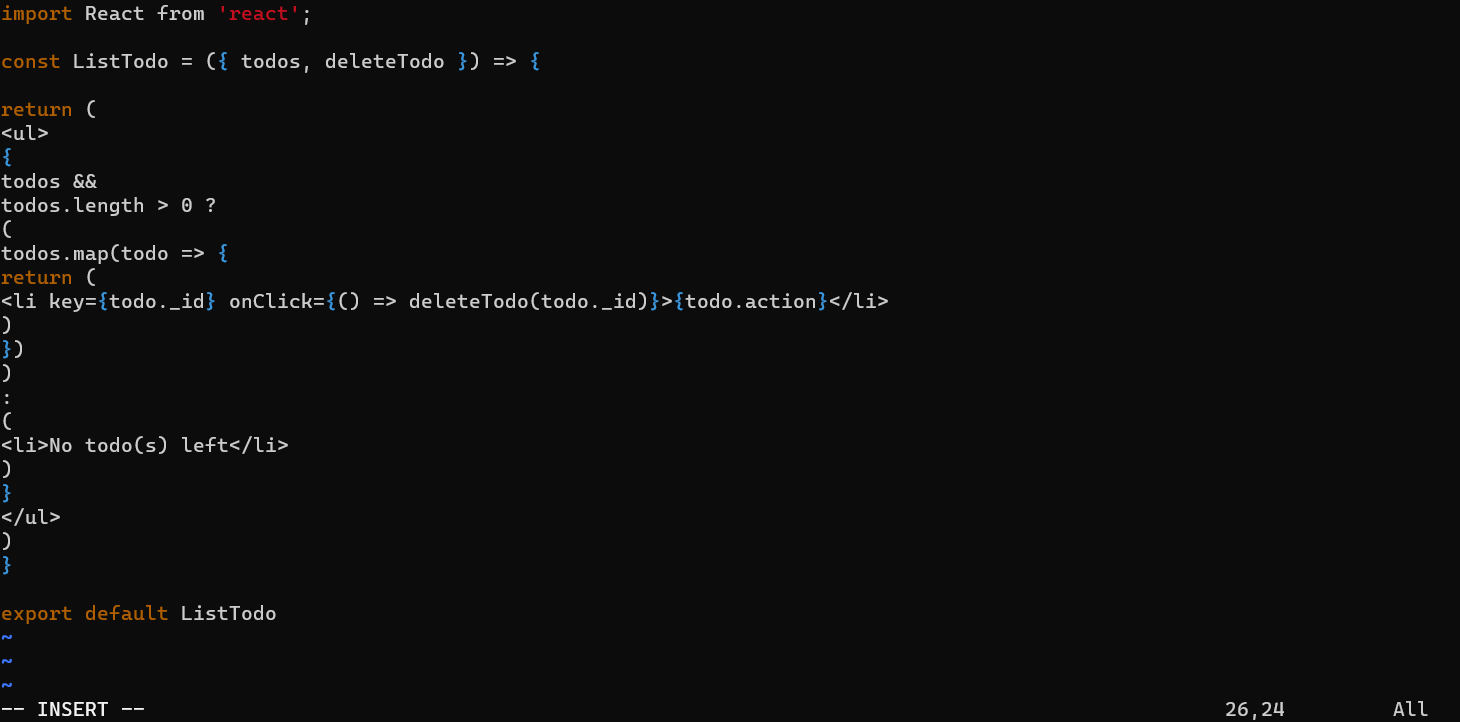 import React from 'react';

const ListTodo = ({ todos, deleteTodo }) => {

return (
<ul>
{
todos &&
todos.length > 0 ?
(
todos.map(todo => {
return (
<li key={todo._id} onClick={() => deleteTodo(todo._id)}>{todo.action}</li>
)
})
)
:
(
<li>No todo(s) left</li>
)
}
</ul>
)
}

export default ListTodo
~
~
~
-- INSERT -- 26,24 All